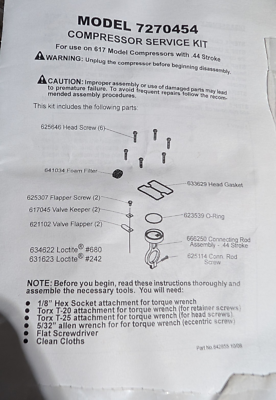 MODEL 7270454
COMPRESSOR SERVICE KIT
For use on 617 Model Compressors with .44 Stroke
WARNING: Unplug the compressor before beginning disassembly.
CAUTION: Improper assembly or use of damaged parts may lead
to failure. To avoid frequent repairs follow the recom-
mended assembly procedures.
This kit includes the following parts:
625646 Head Screw (6)
641034 Foam Filter
633629 Head Gasket
625307 Flapper Screw (2)
617045 Valve Keeper (2)
623839 O-Ring
621102 Valve Flapper (2)
666250 Connecting Rod
Assembly - .44 Stroke
634622 Loctite #680
625114 Conn. Rod
631623 Loctite #242
Screw
NOTE: Before you begin, read these instructions thoroughly and
assemble the necessary tools. You will need:
• 1/8" Hex Socket attachment for torque wrench
• Torx T-20 attachment for torque wrench (for retainer screws)
• Torx T-25 attachment for torque wrench (for head screws)
• 5/32" allen wrench for for torque wrench (eccentric screw)
• Flat Screwdriver
• Clean Cloths
Part No.